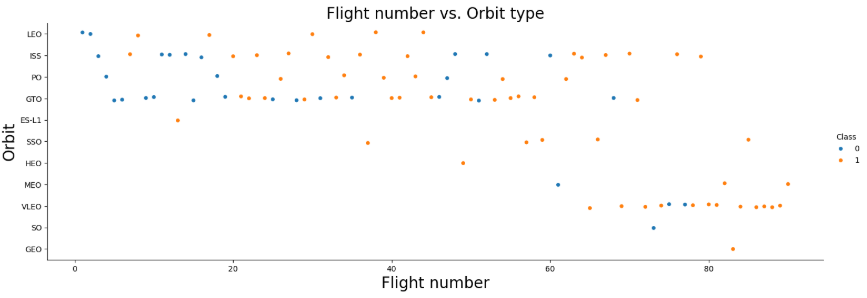 Flight number vs. Orbit type
Orbit
LEO
ISS
PO
GTO
ES-L1
SSO
HEO
MEO
VLEO
SO
GEO
0
20
40
60
80
Flight number
Class
0
1